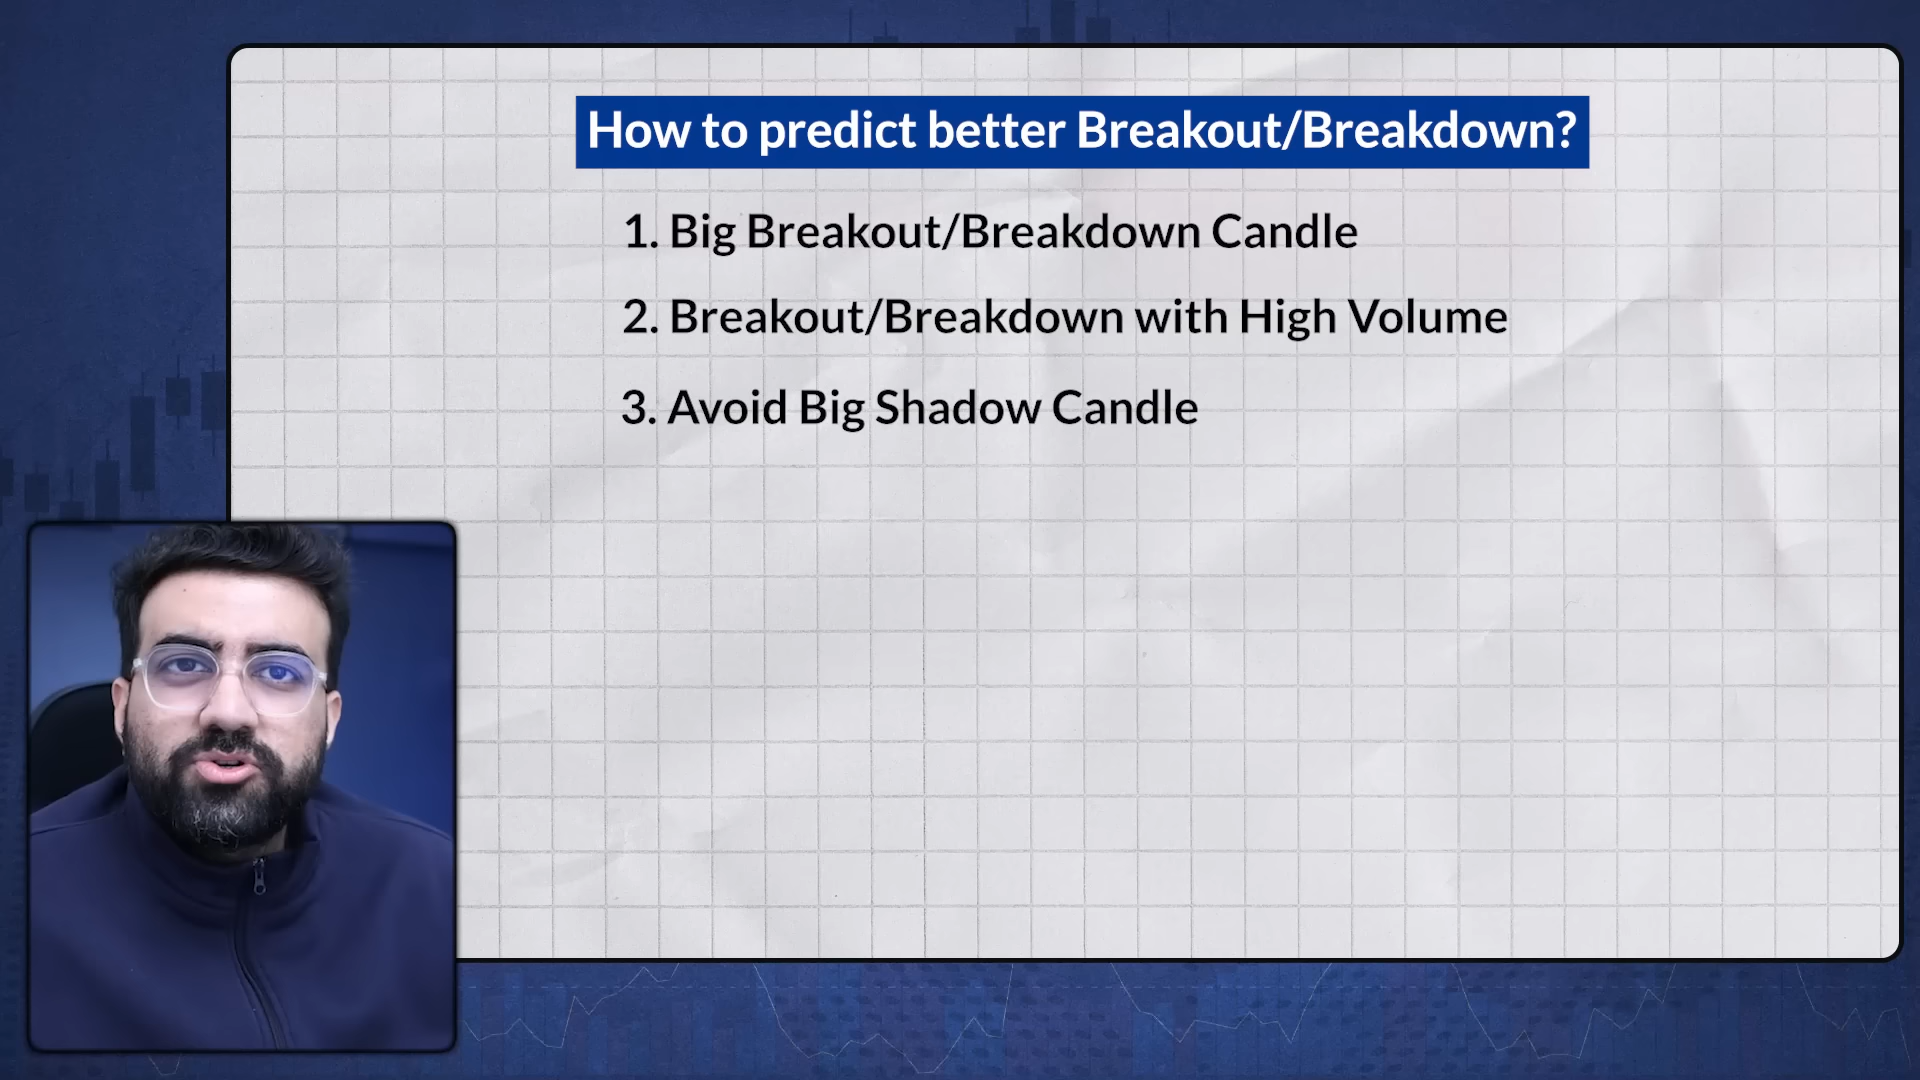 How to predict better Breakout/Breakdown?
1. Big Breakout/Breakdown Candle
2. Breakout/Breakdown with High Volume
3. Avoid Big Shadow Candle